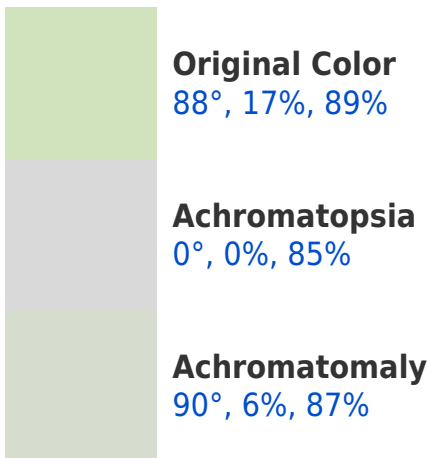 Original Color
88°, 17%, 89%
Achromatopsia
0°, 0%, 85%
Achromatomaly
90°, 6%, 87%